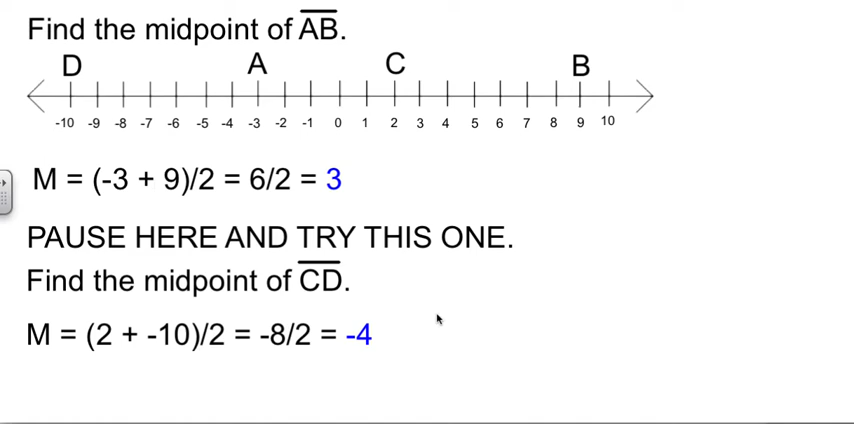 Find the midpoint of AB.
D A C B
-10 -9 -8 -7 -6 -5 -4 -3 -2 -1 0 1 2 3 4 5 6 7 8 9 10
M = (-3 + 9)/2 = 6/2 = 3
PAUSE HERE AND TRY THIS ONE.
Find the midpoint of CD.
M = (2 + -10)/2 = -8/2 = -4